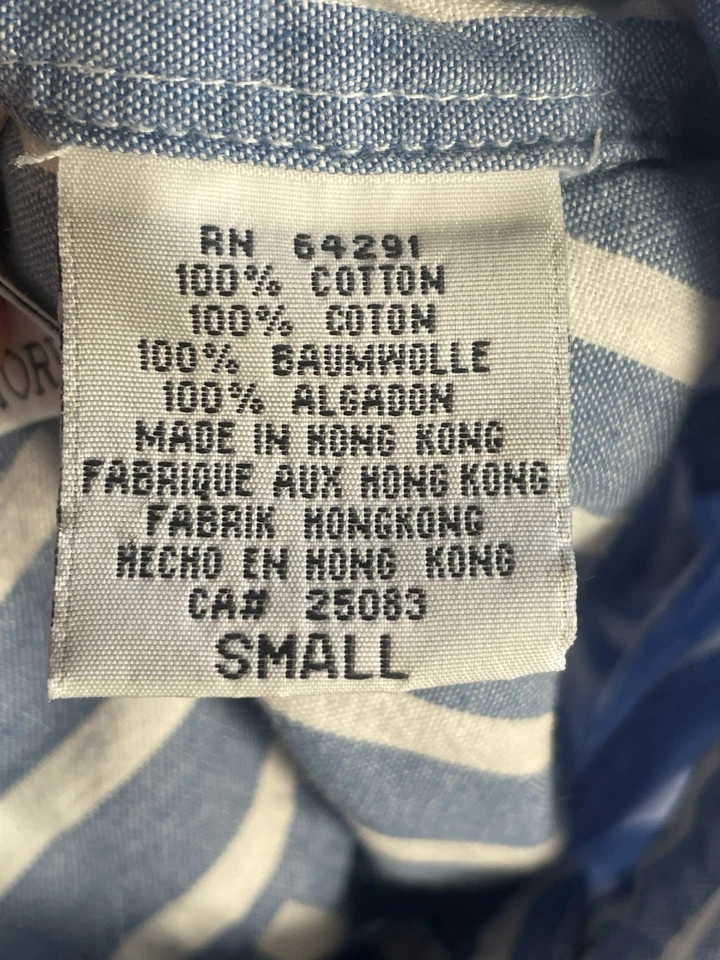 RN 64291
100% COTTON
100% COTON
100% BAUMWOLLE
100% ALGADON
MADE IN HONG KONG
FABRIQUE AUX HONG KONG
FABRIK HONGKONG
HECHO EN HONG KONG
CA# 25083
SMALL